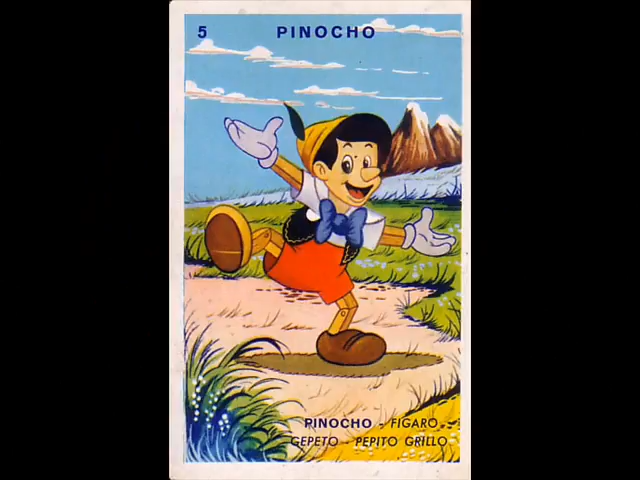 5 PINOCHO
PINOCHO - FIGARO -
GEPETO - PEPITO GRILLO